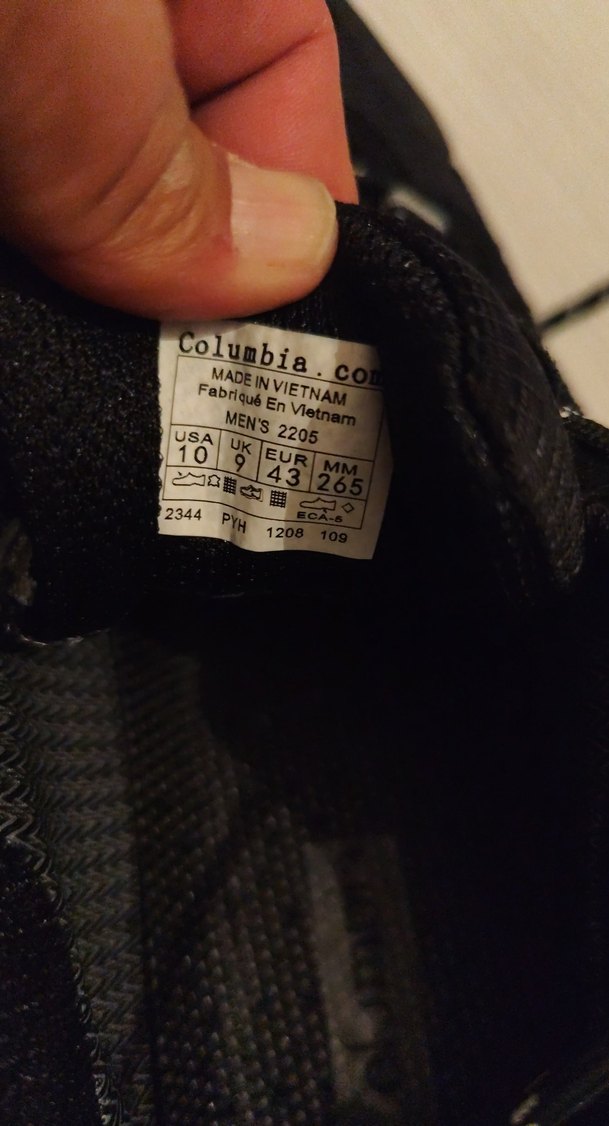 Columbia.com
MADE IN VIETNAM
Fabriqué En Vietnam
MEN'S 2205
USA UK EUR MM
10 9 43 265
ECA-5
2344 PYH 1208 109